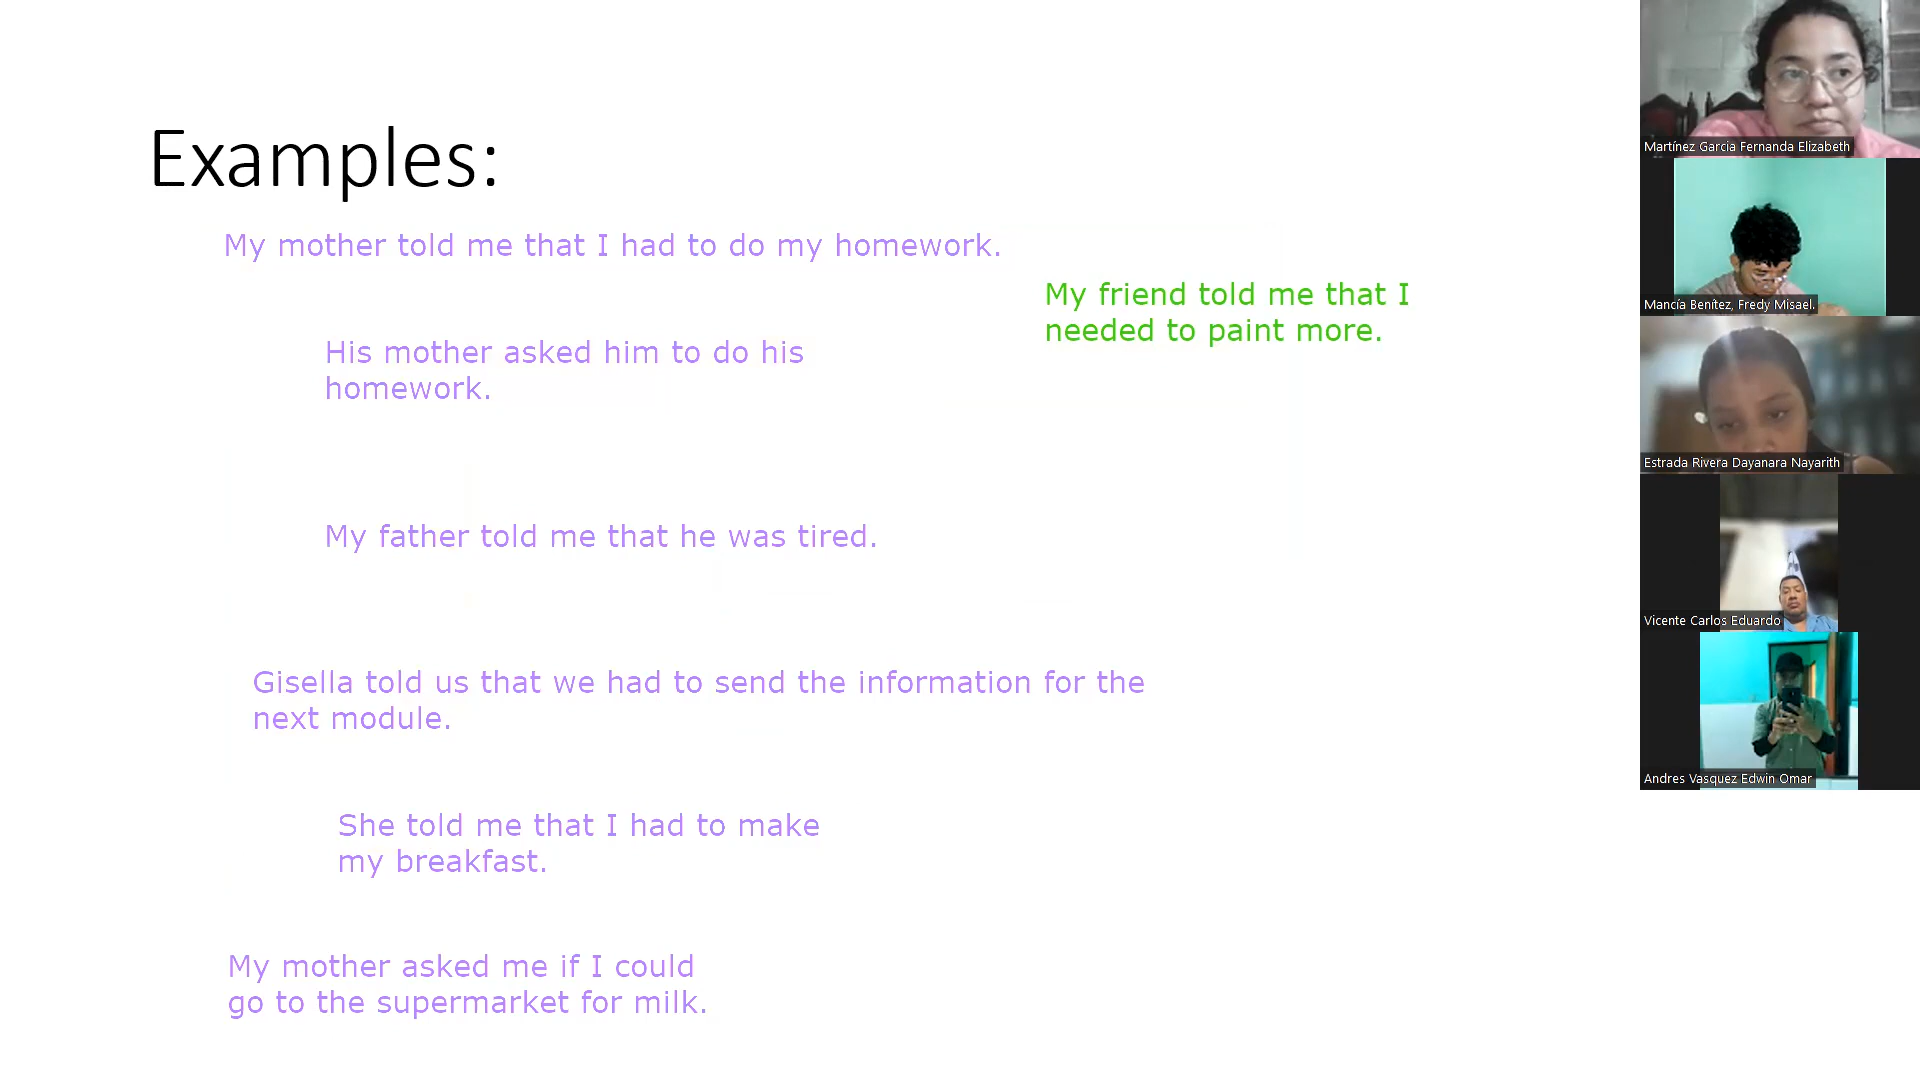 Examples:
My mother told me that I had to do my homework.
My friend told me that I
needed to paint more.
His mother asked him to do his
homework.
My father told me that he was tired.
Gisella told us that we had to send the information for the
next module.
She told me that I had to make
my breakfast.
My mother asked me if I could
go to the supermarket for milk.
Martínez Garcia Fernanda Elizabeth
Mancía Benítez, Fredy Misael.
Estrada Rivera Dayanara Nayarith
Vicente Carlos Eduardo
Andres Vasquez Edwin Omar